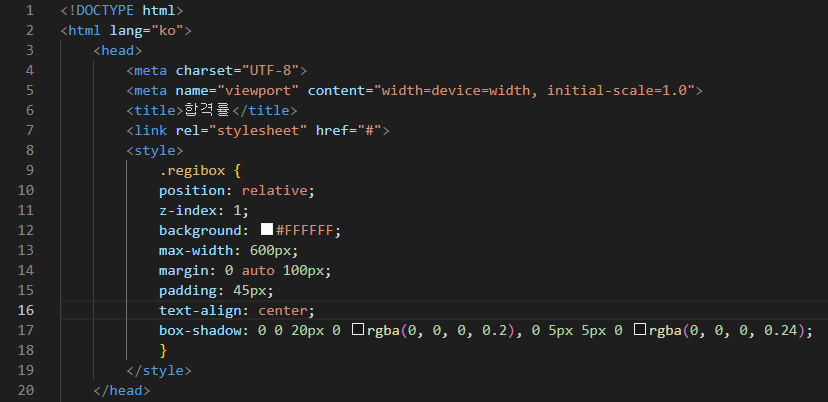 1 <!DOCTYPE html>
2 <html lang="ko">
3 <head>
4 <meta charset="UTF-8">
5 <meta name="viewport" content="width=device=width, initial-scale=1.0">
6 <title>합격률</title>
7 <link rel="stylesheet" href="#">
8 <style>
9 .regibox {
10 position: relative;
11 z-index: 1;
12 background: #FFFFFF;
13 max-width: 600px;
14 margin: 0 auto 100px;
15 padding: 45px;
16 text-align: center;
17 box-shadow: 0 0 20px 0 rgba(0, 0, 0, 0.2), 0 5px 5px 0 rgba(0, 0, 0, 0.24);
18 }
19 </style>
20 </head>